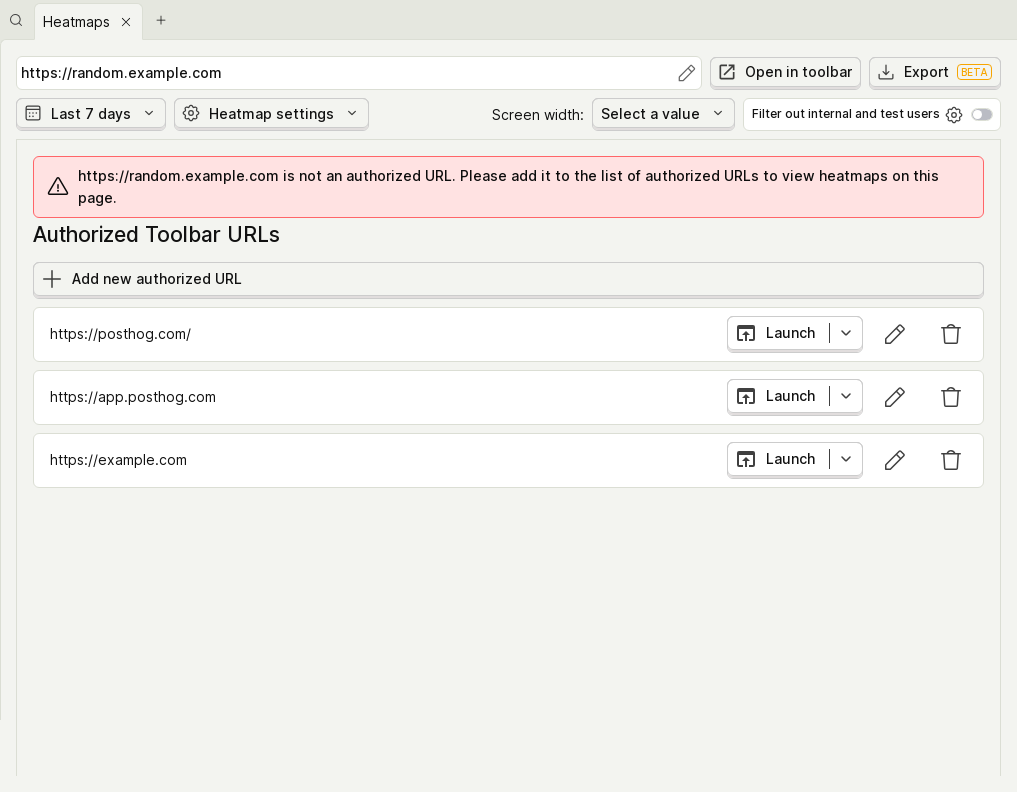 Heatmaps
https://random.example.com
Open in toolbar
Export BETA
Last 7 days
Heatmap settings
Screen width:
Select a value
Filter out internal and test users
https://random.example.com is not an authorized URL. Please add it to the list of authorized URLs to view heatmaps on this
page.
Authorized Toolbar URLs
Add new authorized URL
https://posthog.com/
Launch
https://app.posthog.com
Launch
https://example.com
Launch